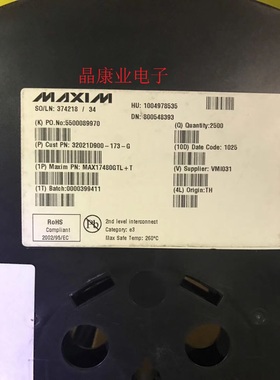 晶康业电子
MAXIM
HU: 1004978535
SO/LN: 374218 / 34
DN: 800548393
(K) PO.No:5500089970
(Q) Quantity:2500
(P) Cust PN: 32021D900-173-G
(10D) Date Code: 1025
(1P) Maxim PN: MAX17480GTL+T
(V) Supplier: VMI031
(1T) Batch:0000399411
(4L) Origin:TH
RoHS
Compliant
2002/95/EC
2nd level interconnect
Category: e3
Max Safe Temp: 260°C